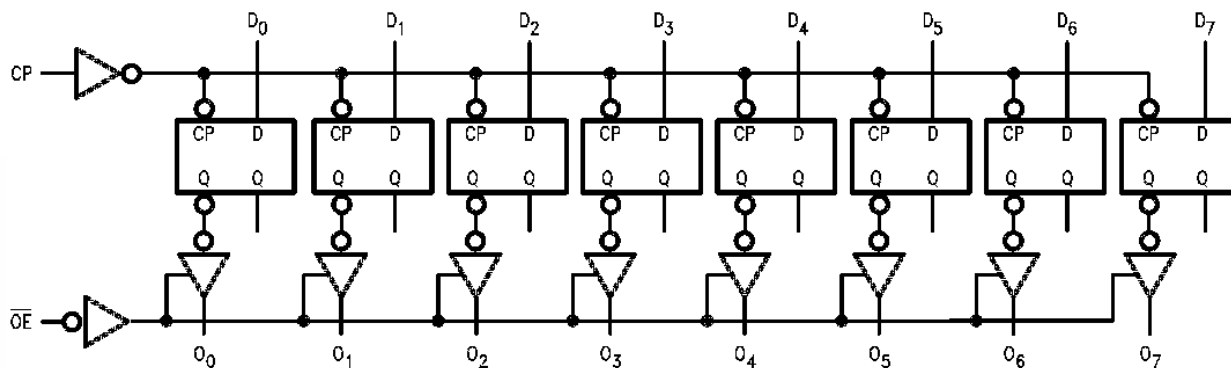 D0 D1 D2 D3 D4 D5 D6 D7
CP
CP D CP D CP D CP D CP D CP D CP D CP D
Q Q Q Q Q Q Q Q Q Q Q Q Q Q Q Q
O̅E̅
O0 O1 O2 O3 O4 O5 O6 O7